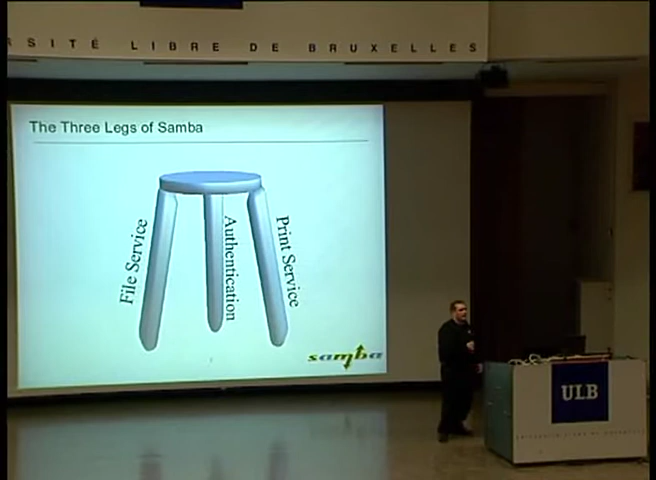 SITÉ LIBRE DE BRUXELLES
The Three Legs of Samba
File Service
Authentication
Print Service
samba
ULB